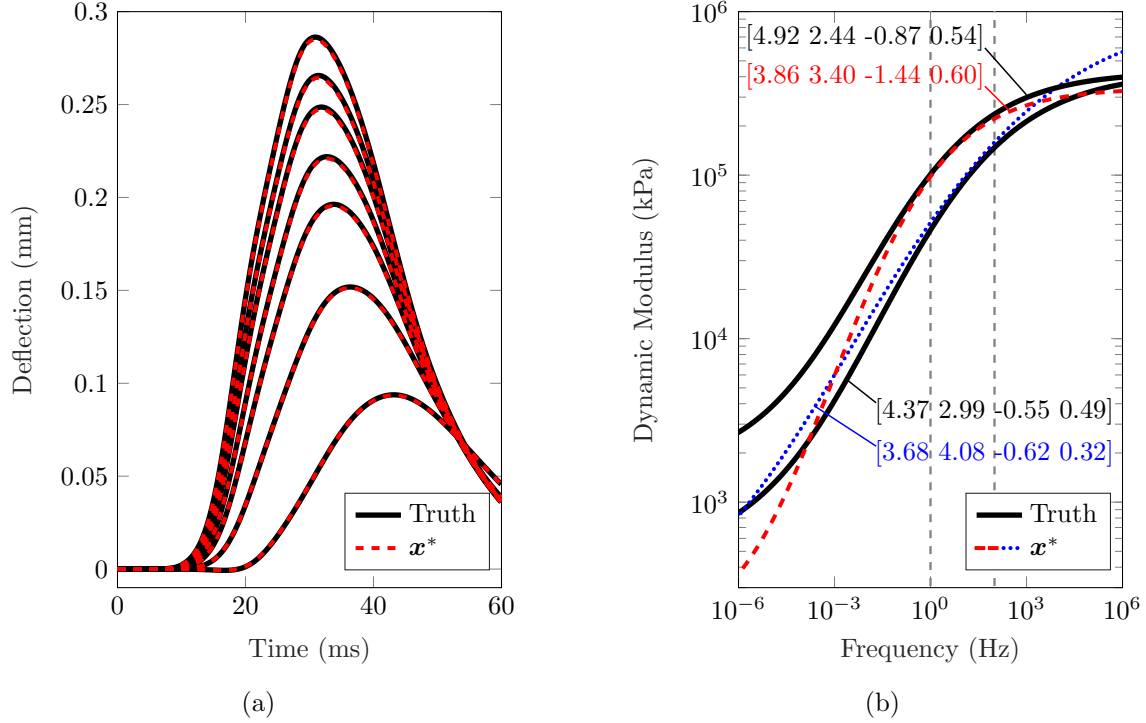 0.3
0.25
0.2
0.15
0.1
0.05
0
0
20
40
60
Deflection (mm)
Time (ms)
Truth
x*
(a)
10^6
10^5
10^4
10^3
10^-6
10^-3
10^0
10^3
10^6
Dynamic Modulus (kPa)
Frequency (Hz)
[4.92 2.44 -0.87 0.54]
[3.86 3.40 -1.44 0.60]
[4.37 2.99 -0.55 0.49]
[3.68 4.08 -0.62 0.32]
Truth
x*
(b)